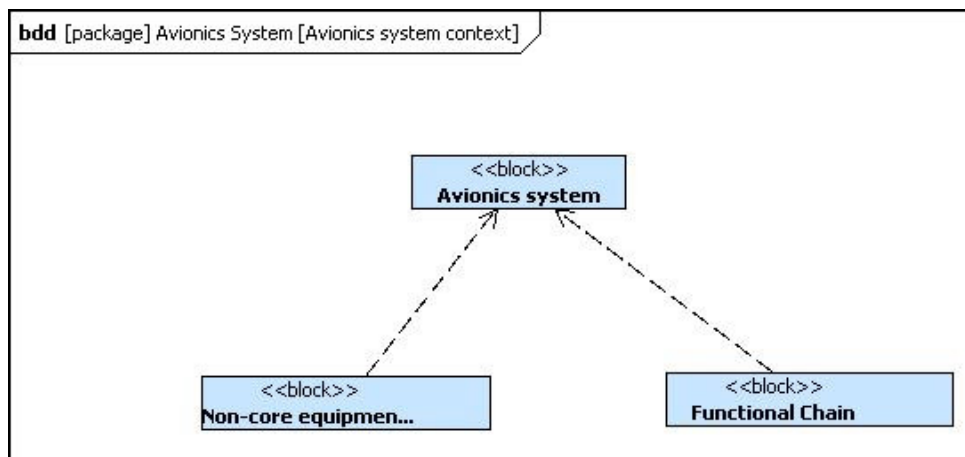 bdd [package] Avionics System [Avionics system context]
<<block>>
Avionics system
<<block>>
Non-core equipmen...
<<block>>
Functional Chain